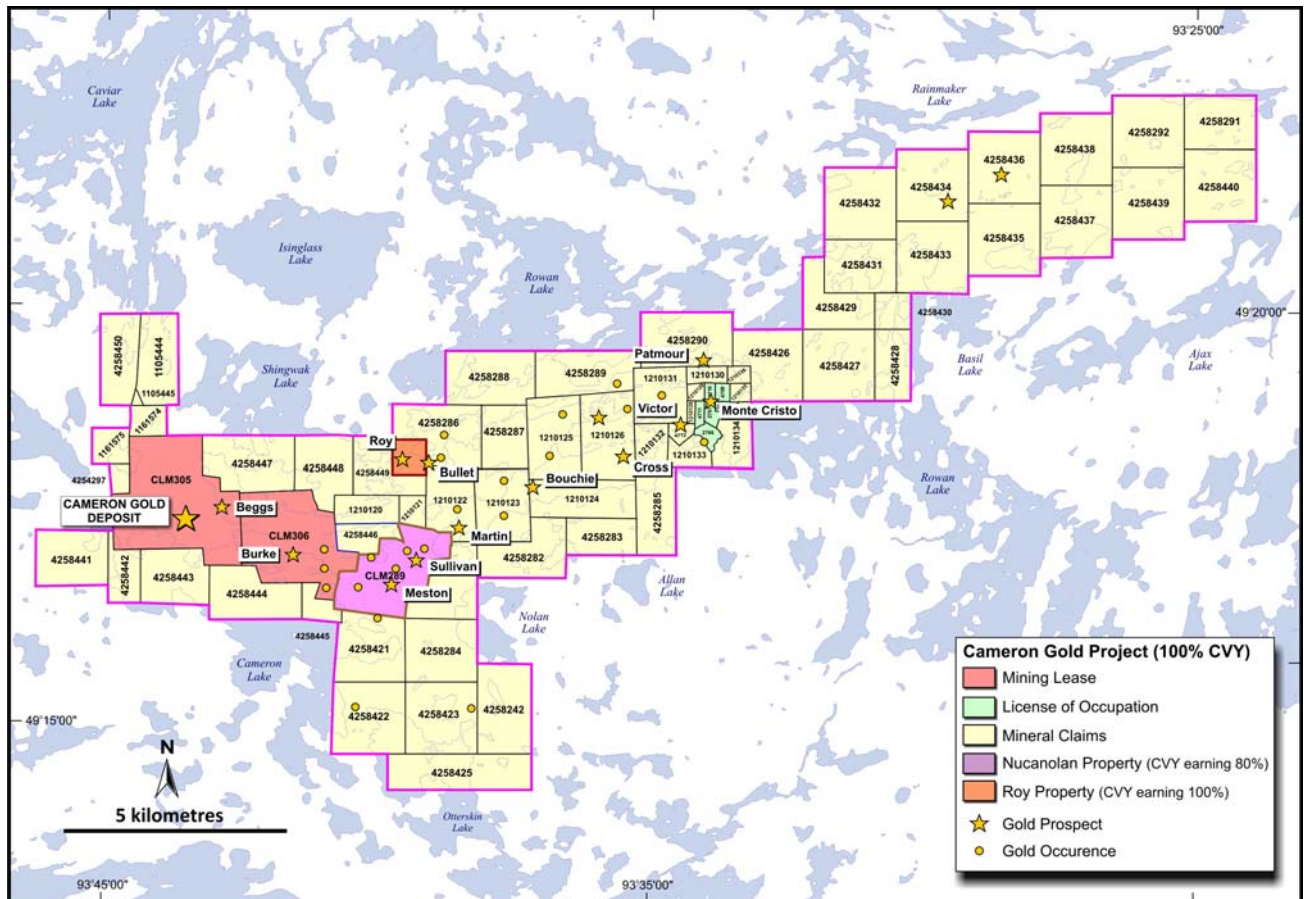 93°25'00"
Caviar
Lake
Rainmaker
Lake
4258291
4258292
4258438
4258436
4258434
4258440
4258432
4258439
4258437
4258435
Isinglass
Lake
4258433
4258431
Rowan
Lake
4258429
4258430
49°20'00"
4258450
1105444
4258290
4258426
Patmour
4258427
4258428
Basil
Lake
Ajax
Lake
Shingwak
Lake
4258288
4258289
1210130
1210131
1105445
Victor
Monte Cristo
1161574
4258286
4258287
1210125
1210126
1161575
Roy
1210132
1210133
1210134
4258447
4258448
4258449
Bullet
Cross
4254297
CLM305
Bouchie
Rowan
Lake
1210122
1210123
1210124
4258285
CAMERON GOLD
DEPOSIT
Beggs
1210120
1210121
Martin
CLM306
4258446
4258283
4258282
Burke
4258441
4258442
4258443
CLM289
Sullivan
Meston
Allan
Lake
4258444
Nolan
Lake
4258445
4258421
4258284
Cameron
Lake
4258422
4258423
4258242
49°15'00"
4258425
N
5 kilometres
Otterskin
Lake
93°45'00"
93°35'00"
Cameron Gold Project (100% CVY)
Mining Lease
License of Occupation
Mineral Claims
Nucanolan Property (CVY earning 80%)
Roy Property (CVY earning 100%)
Gold Prospect
Gold Occurence